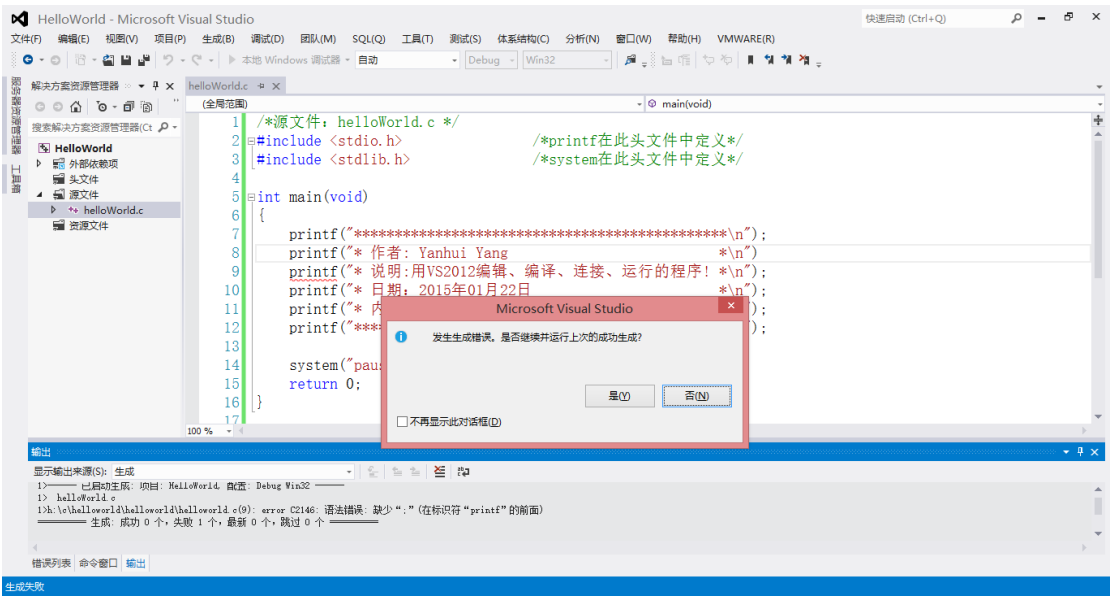 HelloWorld - Microsoft Visual Studio
快速启动 (Ctrl+Q)
文件(F) 编辑(E) 视图(V) 项目(P) 生成(B) 调试(D) 团队(M) SQL(Q) 工具(T) 测试(S) 体系结构(C) 分析(N) 窗口(W) 帮助(H) VMWARE(R)
本地 Windows 调试器 自动 Debug Win32
服务器资源管理器
工具箱
解决方案资源管理器
搜索解决方案资源管理器(Ct
HelloWorld
外部依赖项
头文件
源文件
helloWorld.c
资源文件
helloWorld.c
(全局范围) main(void)
1 /*源文件: helloWorld.c */
2 #include <stdio.h> /*printf在此头文件中定义*/
3 #include <stdlib.h> /*system在此头文件中定义*/
4
5 int main(void)
6 {
7 printf("**********************************************\n");
8 printf("* 作者: Yanhui Yang *\n")
9 printf("* 说明:用VS2012编辑、编译、连接、运行的程序! *\n");
10 printf("* 日期: 2015年01月22日 *\n");
11 printf("* 内 ");
12 printf("*** ");
13
14 system("pau
15 return 0;
16 }
17
100 %
Microsoft Visual Studio
发生生成错误。是否继续并运行上次的成功生成?
是(Y) 否(N)
不再显示此对话框(D)
输出
显示输出来源(S): 生成
1>------ 已启动生成: 项目: HelloWorld, 配置: Debug Win32 ------
1> helloWorld.c
1>h:\c\helloworld\helloworld\helloworld.c(9): error C2146: 语法错误: 缺少“;”(在标识符“printf”的前面)
========== 生成: 成功 0 个，失败 1 个，最新 0 个，跳过 0 个 ==========
错误列表 命令窗口 输出
生成失败